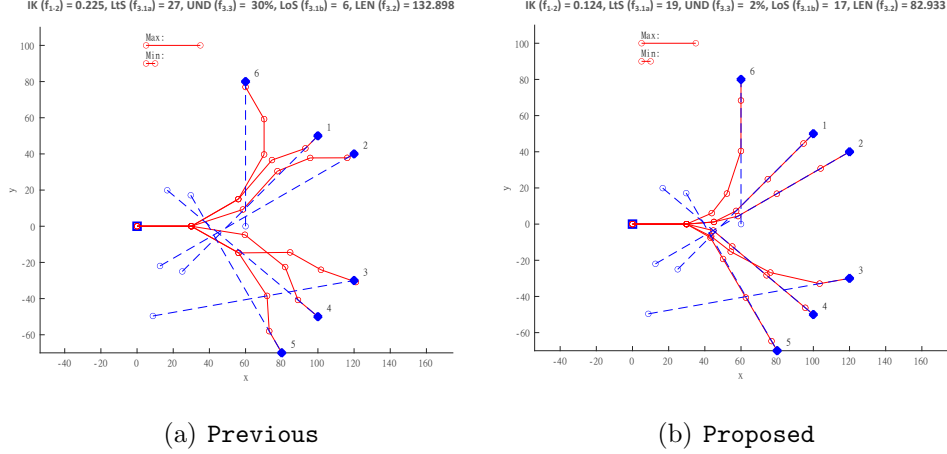 IK (f1-2) = 0.225, LtS (f3.1a) = 27, UND (f3.3) = 30%, LoS (f3.1b) = 6, LEN (f3.2) = 132.898
Max:
Min:
100
80
60
40
20
0
-20
-40
-60
y
-40 -20 0 20 40 60 80 100 120 140 160
x
6
1
2
3
4
5
(a) Previous
IK (f1-2) = 0.124, LtS (f3.1a) = 19, UND (f3.3) = 2%, LoS (f3.1b) = 17, LEN (f3.2) = 82.933
Max:
Min:
100
80
60
40
20
0
-20
-40
-60
y
-40 -20 0 20 40 60 80 100 120 140 160
x
6
1
2
3
4
5
(b) Proposed